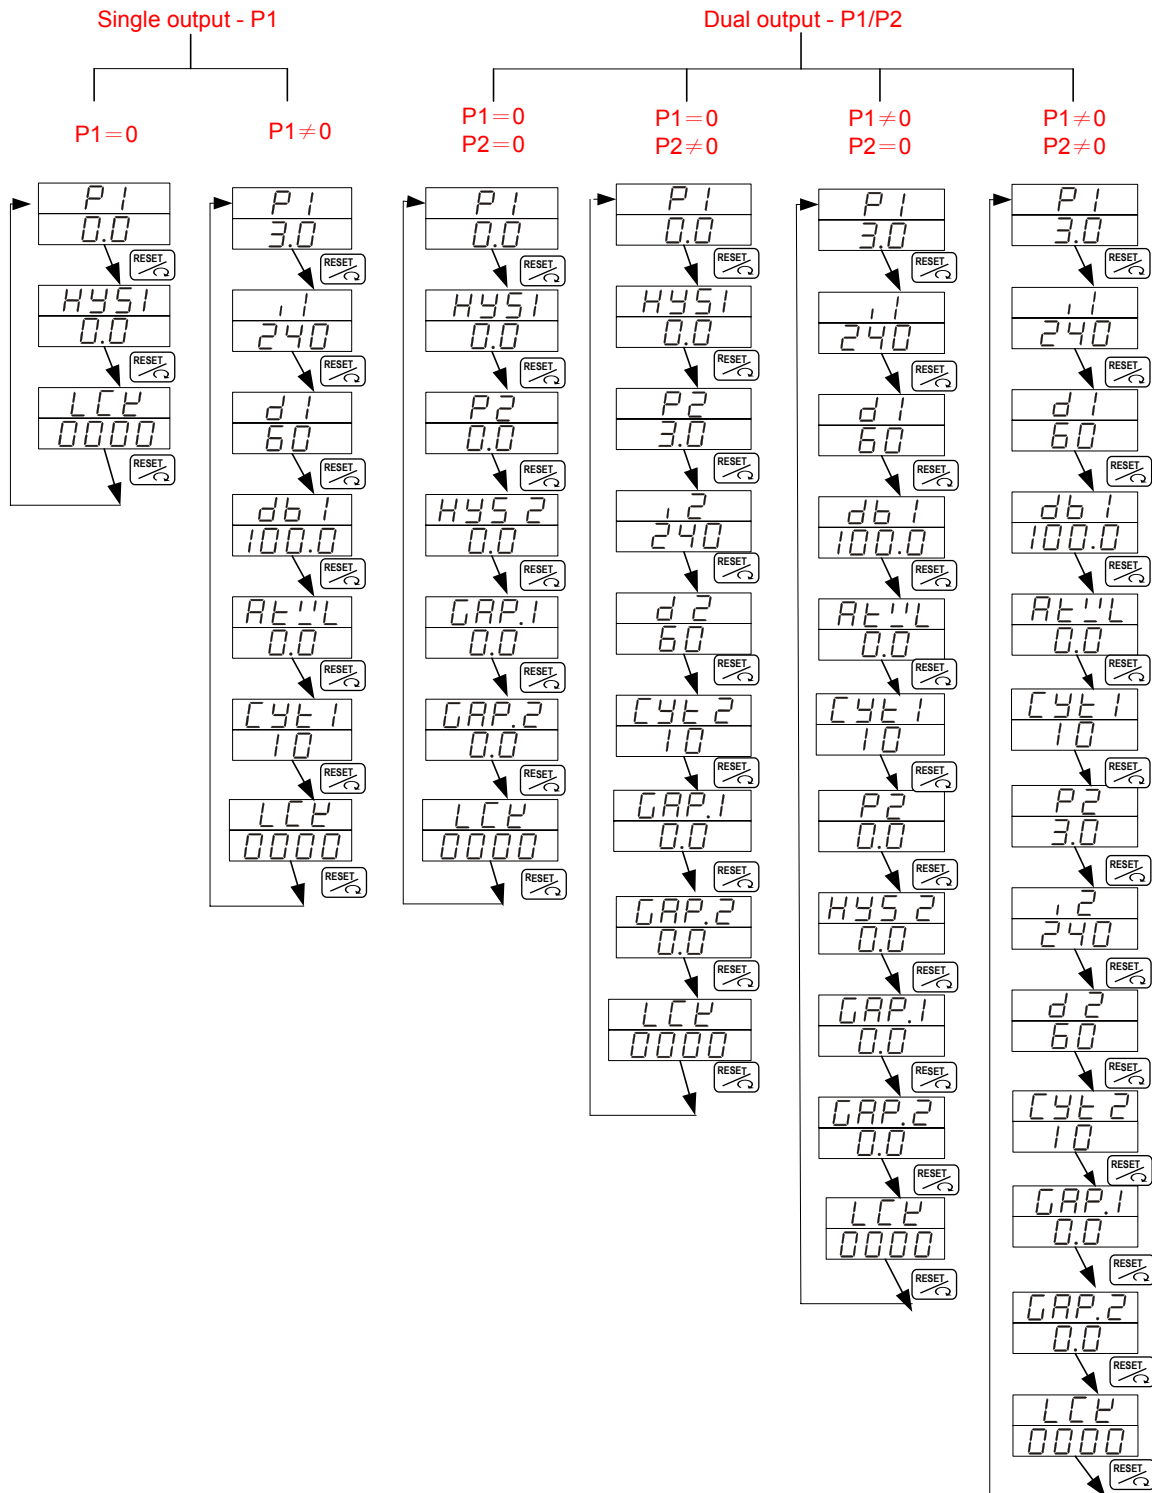 Single output - P1
Dual output - P1/P2
P1=0
P1≠0
P1=0
P2=0
P1=0
P2≠0
P1≠0
P2=0
P1≠0
P2≠0
P1
0.0
RESET
HYS1
0.0
RESET
LCK
0000
RESET
P1
3.0
RESET
i1
240
RESET
d1
60
RESET
db1
100.0
RESET
AtVL
0.0
RESET
CYt1
10
RESET
LCK
0000
RESET
P1
0.0
RESET
HYS1
0.0
RESET
P2
0.0
RESET
HYS 2
0.0
RESET
GAP.1
0.0
RESET
GAP.2
0.0
RESET
LCK
0000
RESET
P1
0.0
RESET
HYS1
0.0
RESET
P2
3.0
RESET
i2
240
RESET
d2
60
RESET
CYt 2
10
RESET
GAP.1
0.0
RESET
GAP.2
0.0
RESET
LCK
0000
RESET
P1
3.0
RESET
i1
240
RESET
d1
60
RESET
db1
100.0
RESET
AtVL
0.0
RESET
CYt1
10
RESET
P2
0.0
RESET
HYS 2
0.0
RESET
GAP.1
0.0
RESET
GAP.2
0.0
RESET
LCK
0000
RESET
P1
3.0
RESET
i1
240
RESET
d1
60
RESET
db1
100.0
RESET
AtVL
0.0
RESET
CYt1
10
RESET
P2
3.0
RESET
i2
240
RESET
d2
60
RESET
CYt 2
10
RESET
GAP.1
0.0
RESET
GAP.2
0.0
RESET
LCK
0000
RESET